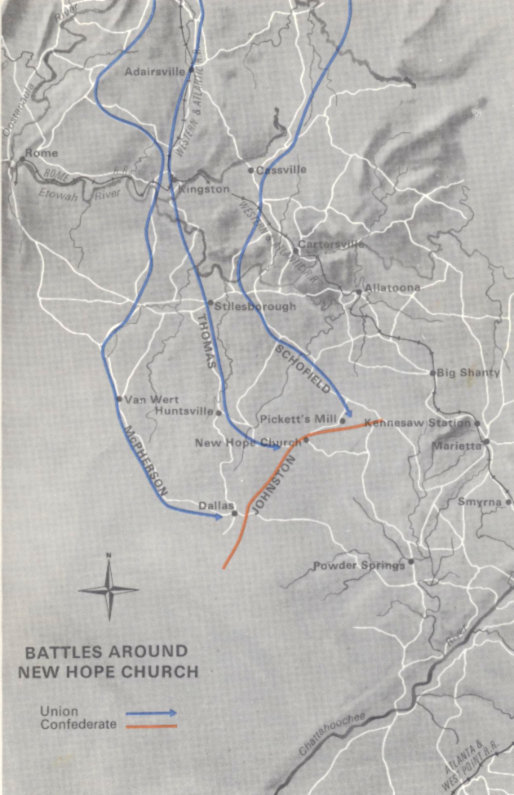 River
Oostanaula
Adairsville
WESTERN & ATLANTIC R.R.
Rome
ROME R.R.
Etowah River
Kingston
Cassville
WESTERN & ATLANTIC R.R.
Cartersville
Allatoona
Stilesborough
THOMAS
SCHOFIELD
Big Shanty
Van Wert
Huntsville
Pickett's Mill
Kennesaw Station
New Hope Church
Marietta
McPHERSON
JOHNSTON
Dallas
Smyrna
Powder Springs
N
BATTLES AROUND
NEW HOPE CHURCH
Union
Confederate
Chattahoochee River
ATLANTA &
WEST POINT R.R.